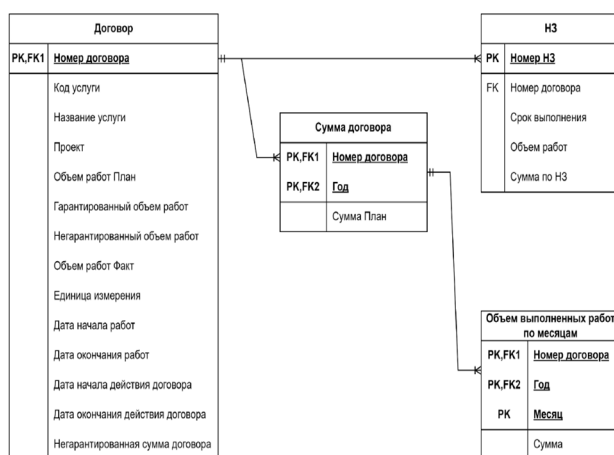 Договор
PK,FK1 Номер договора
Код услуги
Название услуги
Проект
Объем работ План
Гарантированный объем работ
Негарантированный объем работ
Объем работ Факт
Единица измерения
Дата начала работ
Дата окончания работ
Дата начала действия договора
Дата окончания действия договора
Негарантированная сумма договора
Сумма договора
PK,FK1 Номер договора
PK,FK2 Год
Сумма План
НЗ
PK Номер НЗ
FK Номер договора
Срок выполнения
Объем работ
Сумма по НЗ
Объем выполненных работ
по месяцам
PK,FK1 Номер договора
PK,FK2 Год
PK Месяц
Сумма